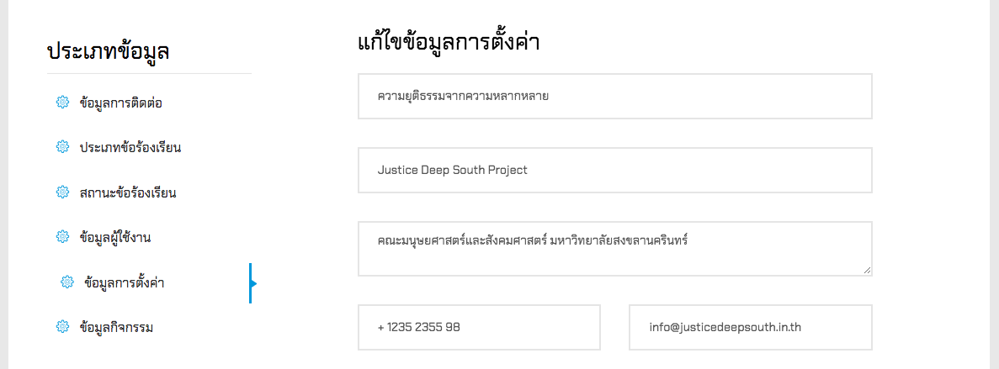 ประเภทข้อมูล
ข้อมูลการติดต่อ
ประเภทข้อร้องเรียน
สถานะข้อร้องเรียน
ข้อมูลผู้ใช้งาน
ข้อมูลการตั้งค่า
ข้อมูลกิจกรรม
แก้ไขข้อมูลการตั้งค่า
ความยุติธรรมจากความหลากหลาย
Justice Deep South Project
คณะมนุษยศาสตร์และสังคมศาสตร์ มหาวิทยาลัยสงขลานครินทร์
+ 1235 2355 98
info@justicedeepsouth.in.th